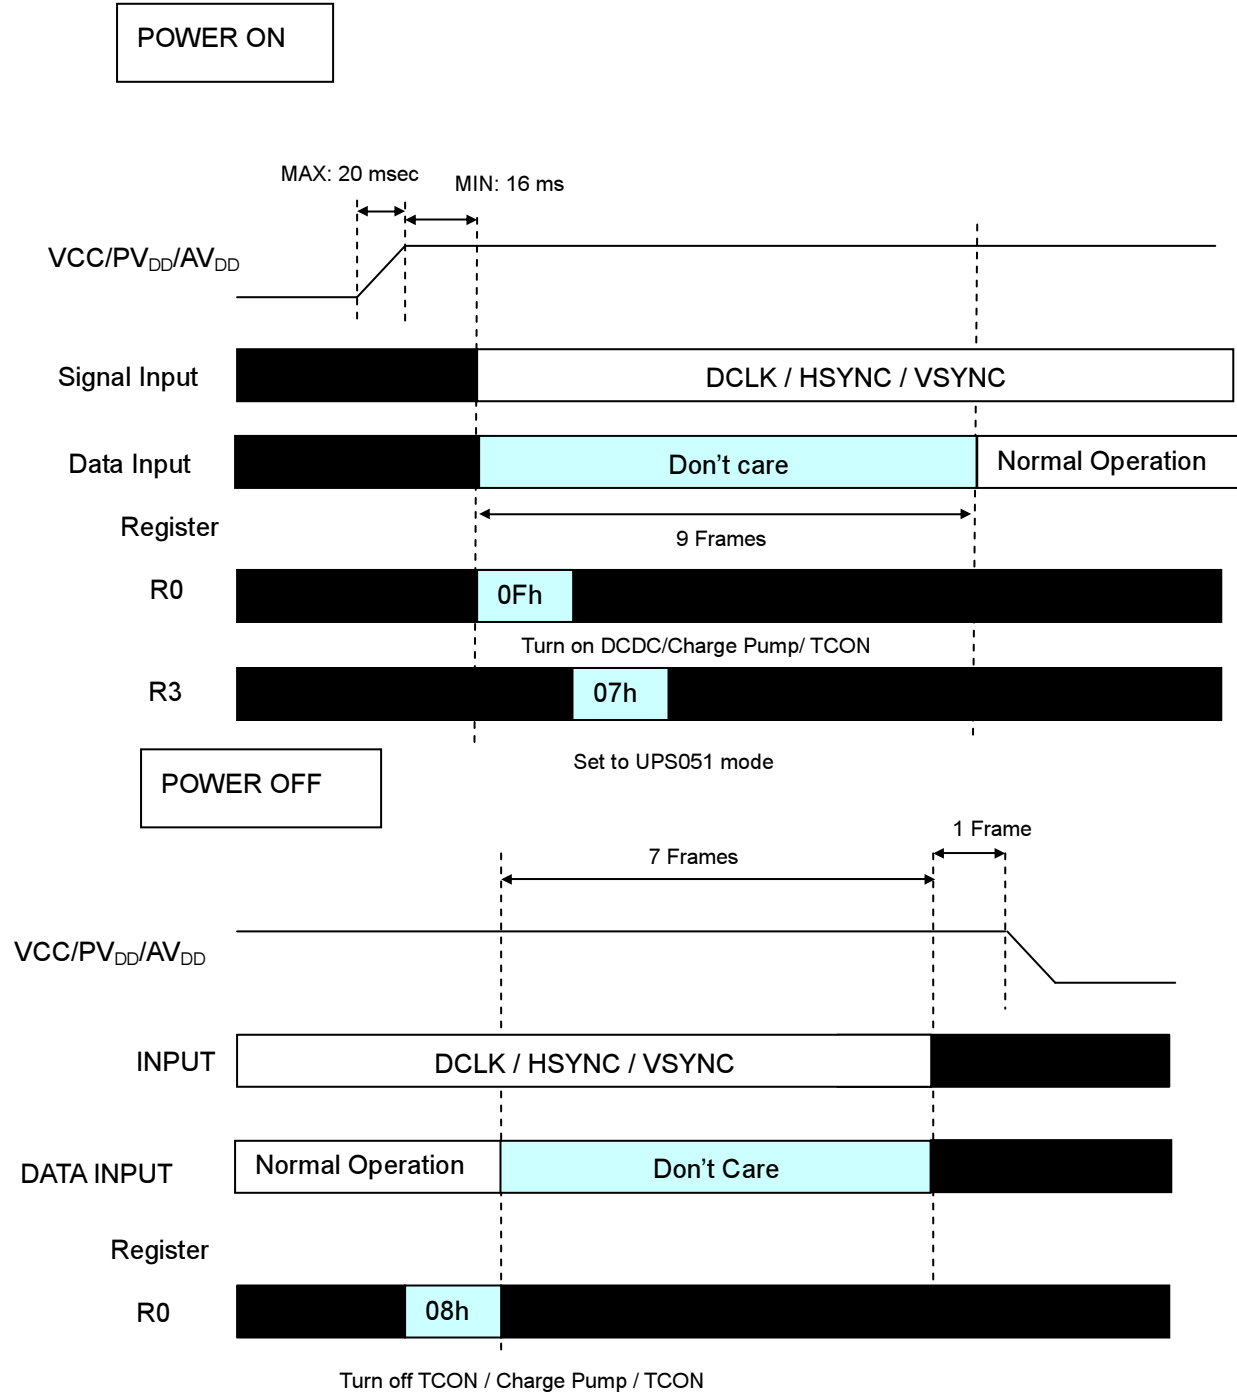 POWER ON
MAX: 20 msec
MIN: 16 ms
VCC/PVDD/AVDD
Signal Input
DCLK / HSYNC / VSYNC
Data Input
Don't care
Normal Operation
Register
9 Frames
R0
0Fh
Turn on DCDC/Charge Pump/ TCON
R3
07h
Set to UPS051 mode
POWER OFF
1 Frame
7 Frames
VCC/PVDD/AVDD
INPUT
DCLK / HSYNC / VSYNC
DATA INPUT
Normal Operation
Don't Care
Register
R0
08h
Turn off TCON / Charge Pump / TCON